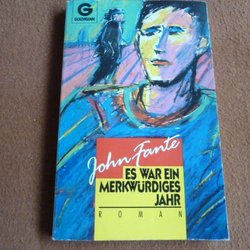 G
GOLDMANN
John Fante
ES WAR EIN
MERKWÜRDIGES
JAHR
ROMAN